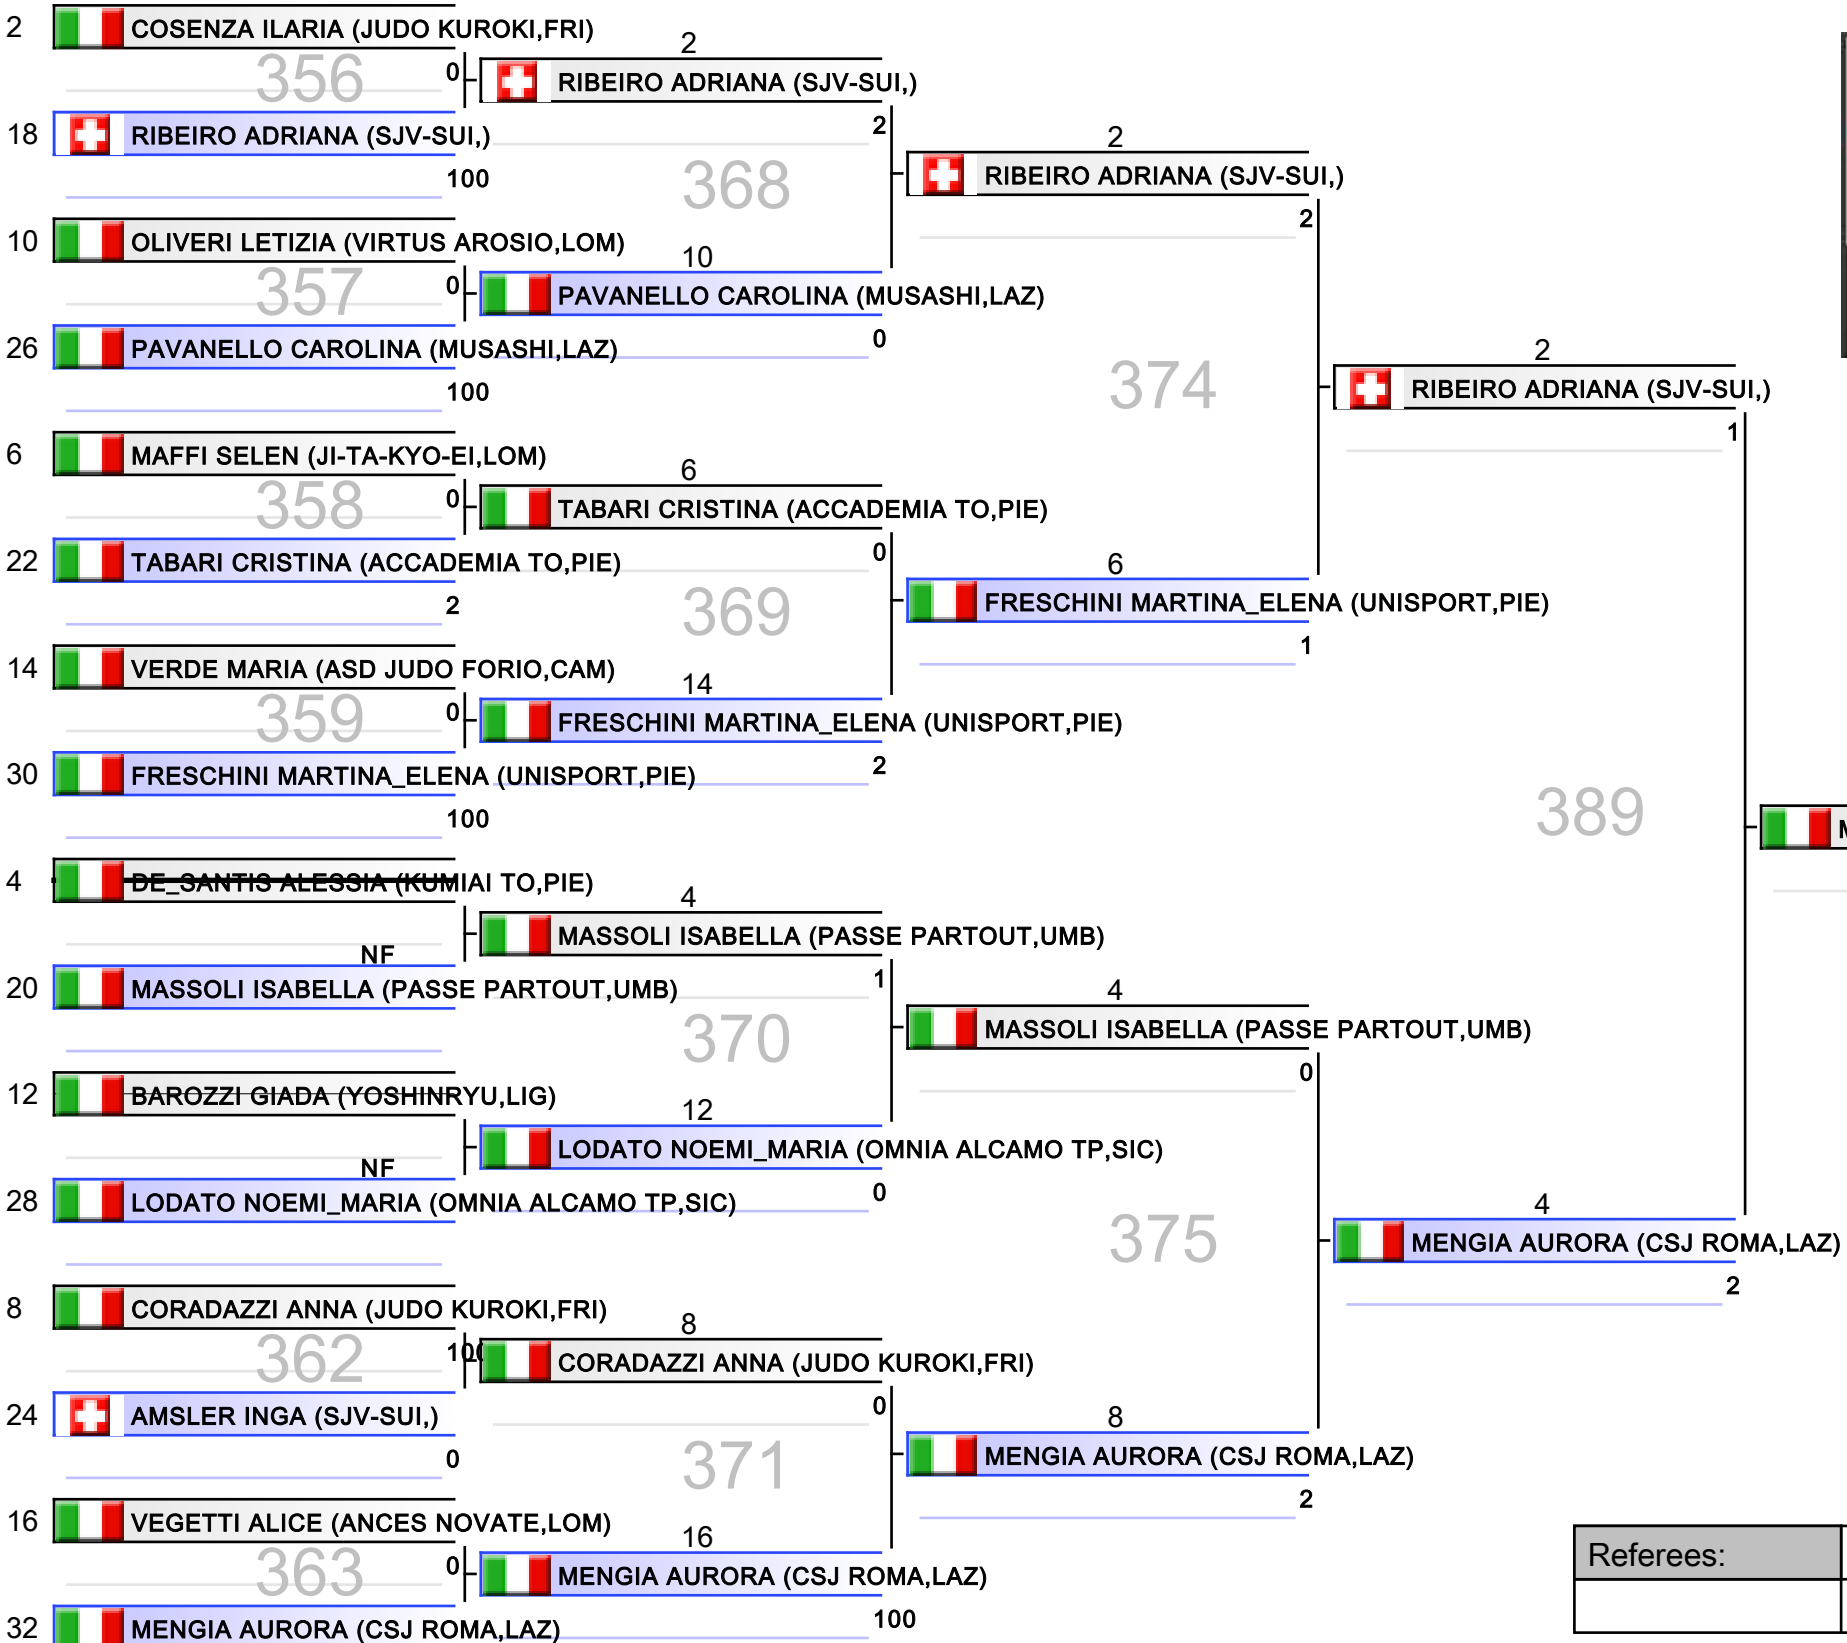 2 COSENZA ILARIA (JUDO KUROKI,FRI)
2
356 0 RIBEIRO ADRIANA (SJV-SUI,)
18 RIBEIRO ADRIANA (SJV-SUI,) 2
2
100 368 RIBEIRO ADRIANA (SJV-SUI,)
2
10 OLIVERI LETIZIA (VIRTUS AROSIO,LOM)
10
357 0 PAVANELLO CAROLINA (MUSASHI,LAZ)
0
26 PAVANELLO CAROLINA (MUSASHI,LAZ)
2
100 374 RIBEIRO ADRIANA (SJV-SUI,)
1
6 MAFFI SELEN (JI-TA-KYO-EI,LOM)
6
358 0 TABARI CRISTINA (ACCADEMIA TO,PIE)
0
22 TABARI CRISTINA (ACCADEMIA TO,PIE)
6
2 369 FRESCHINI MARTINA_ELENA (UNISPORT,PIE)
1
14 VERDE MARIA (ASD JUDO FORIO,CAM)
14
359 0 FRESCHINI MARTINA_ELENA (UNISPORT,PIE)
2
30 FRESCHINI MARTINA_ELENA (UNISPORT,PIE)
100 389
4 DE_SANTIS ALESSIA (KUMIAI TO,PIE)
4
MASSOLI ISABELLA (PASSE PARTOUT,UMB)
NF
1
20 MASSOLI ISABELLA (PASSE PARTOUT,UMB)
4
370 MASSOLI ISABELLA (PASSE PARTOUT,UMB)
0
12 BAROZZI GIADA (YOSHINRYU,LIG)
12
LODATO NOEMI_MARIA (OMNIA ALCAMO TP,SIC)
NF
0
28 LODATO NOEMI_MARIA (OMNIA ALCAMO TP,SIC)
4
375 MENGIA AURORA (CSJ ROMA,LAZ)
2
8 CORADAZZI ANNA (JUDO KUROKI,FRI)
8
362 CORADAZZI ANNA (JUDO KUROKI,FRI)
0
24 AMSLER INGA (SJV-SUI,)
8
0 371 MENGIA AURORA (CSJ ROMA,LAZ)
2
16 VEGETTI ALICE (ANCES NOVATE,LOM)
16
363 0 MENGIA AURORA (CSJ ROMA,LAZ)
100
32 MENGIA AURORA (CSJ ROMA,LAZ)
Referees: